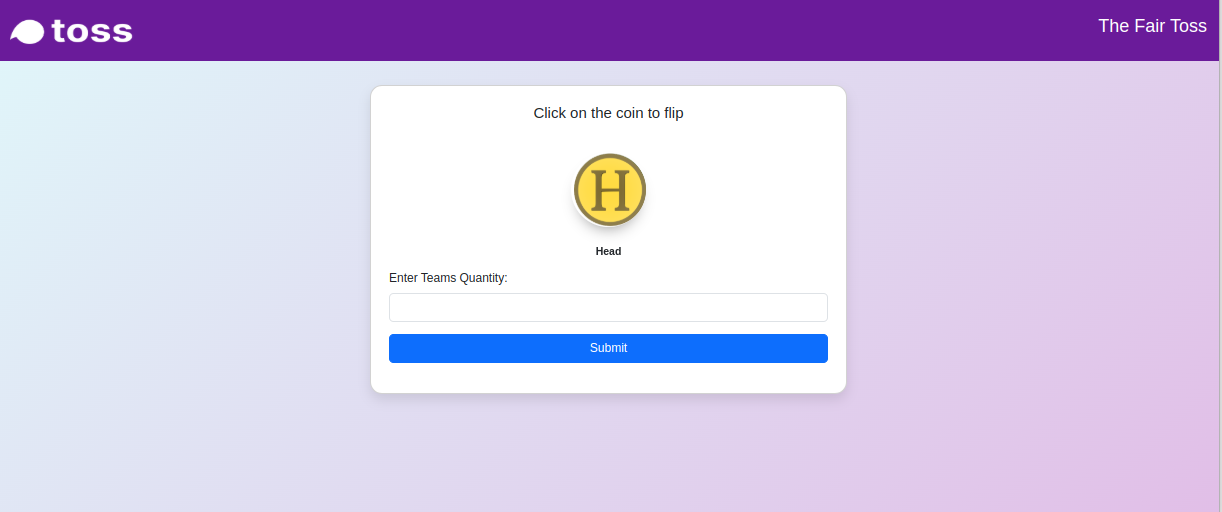 toss
The Fair Toss
Click on the coin to flip
H
Head
Enter Teams Quantity:
Submit